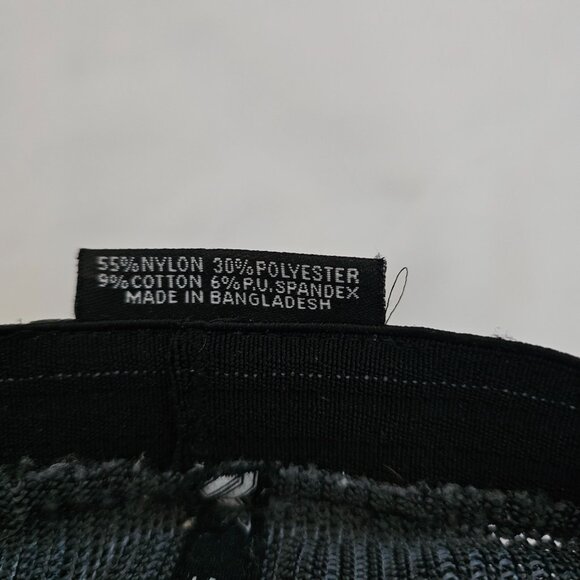 55%NYLON 30%POLYESTER
9%COTTON 6%P.U.SPANDEX
MADE IN BANGLADESH